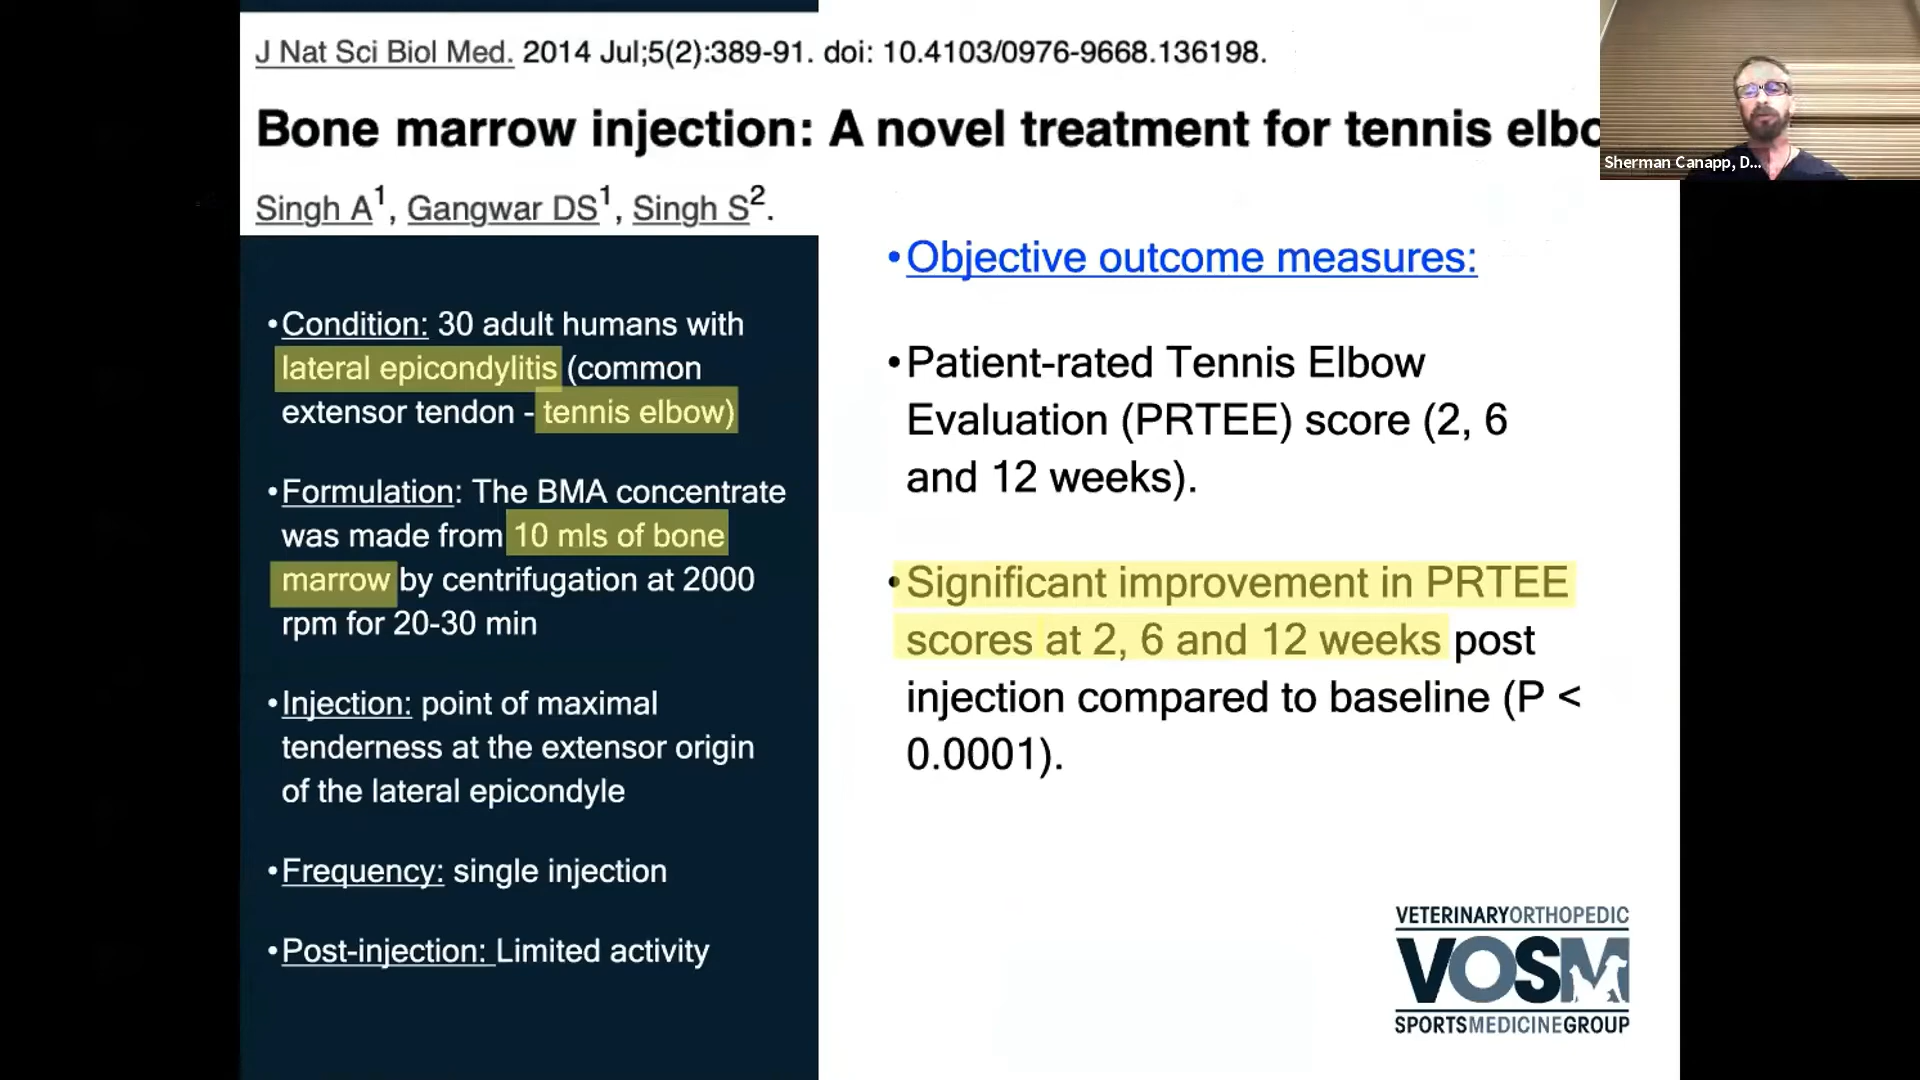 J Nat Sci Biol Med. 2014 Jul;5(2):389-91. doi: 10.4103/0976-9668.136198.
Bone marrow injection: A novel treatment for tennis elbo
Singh A1, Gangwar DS1, Singh S2.
Sherman Canapp, D...
•Condition: 30 adult humans with
lateral epicondylitis (common
extensor tendon - tennis elbow)
•Formulation: The BMA concentrate
was made from 10 mls of bone
marrow by centrifugation at 2000
rpm for 20-30 min
•Injection: point of maximal
tenderness at the extensor origin
of the lateral epicondyle
•Frequency: single injection
•Post-injection: Limited activity
•Objective outcome measures:
•Patient-rated Tennis Elbow
Evaluation (PRTEE) score (2, 6
and 12 weeks).
•Significant improvement in PRTEE
scores at 2, 6 and 12 weeks post
injection compared to baseline (P <
0.0001).
VETERINARYORTHOPEDIC
VOSM
SPORTSMEDICINEGROUP